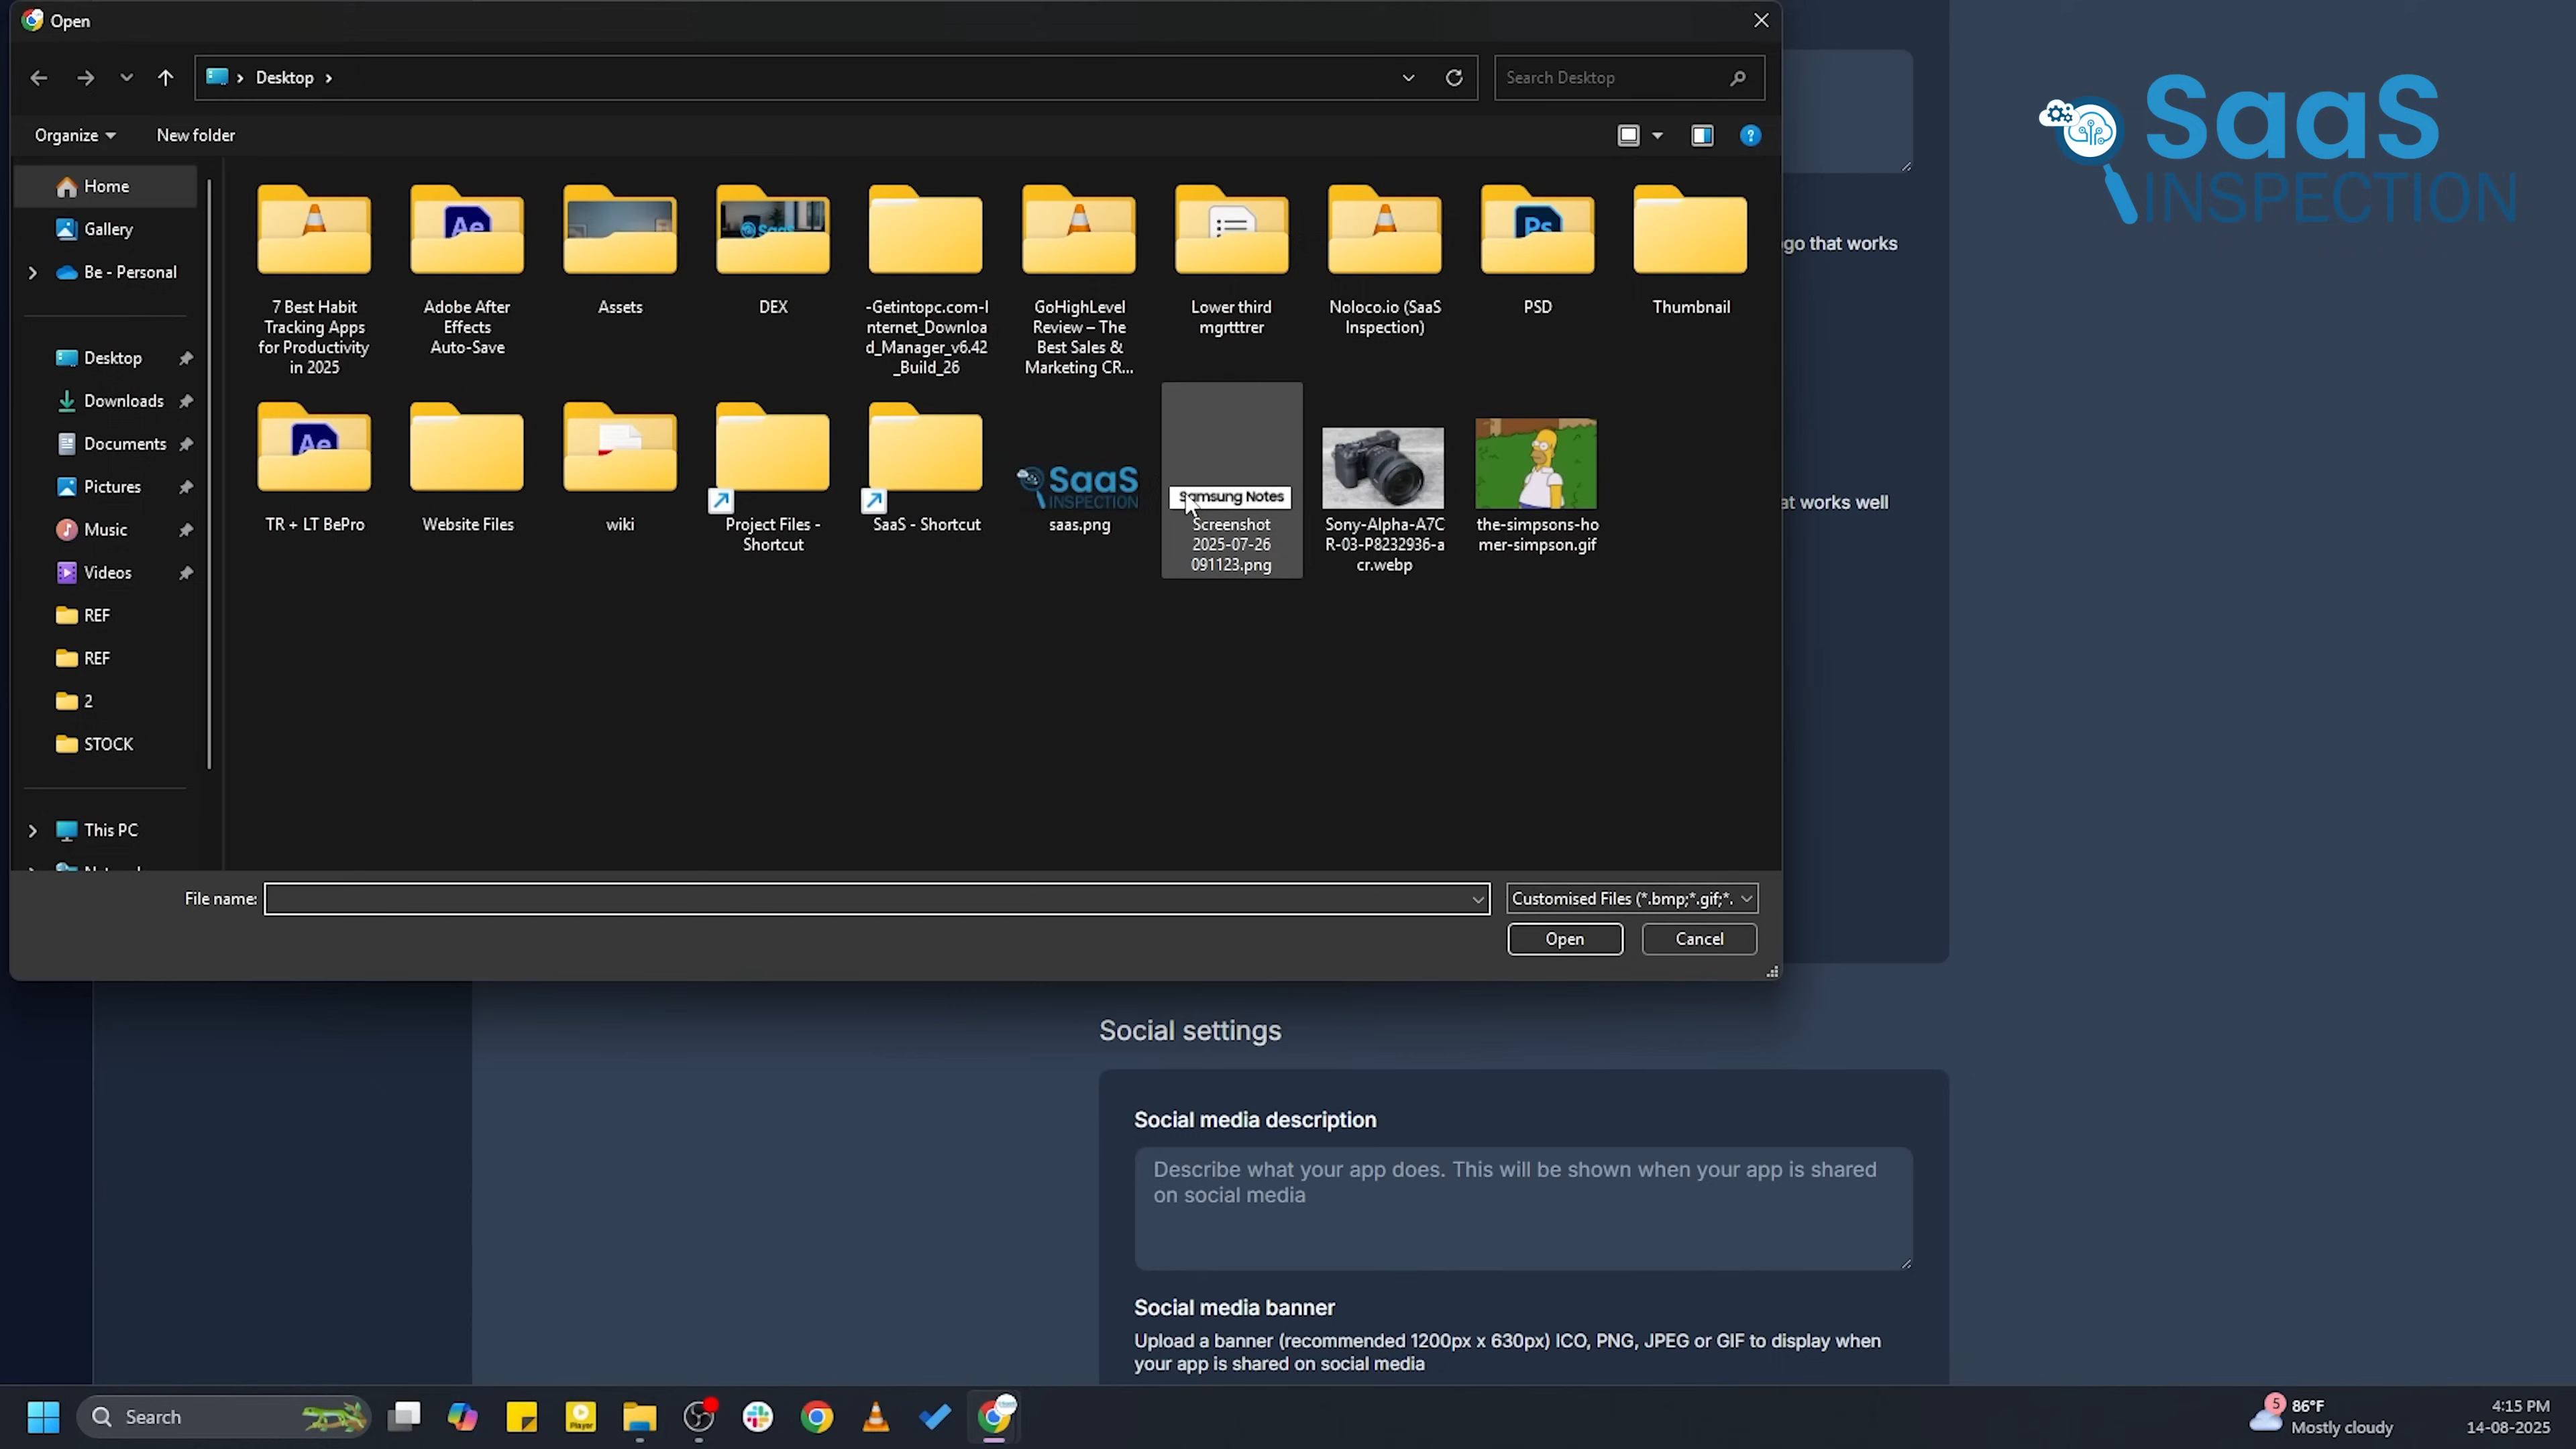 Open
Desktop
Search Desktop
Organize
New folder
SaaS
INSPECTION
Home
Gallery
Be - Personal
Desktop
Downloads
Documents
Pictures
Music
Videos
REF
REF
2
STOCK
This PC
7 Best Habit
Tracking Apps
for Productivity
in 2025
Adobe After
Effects
Auto-Save
Assets
DEX
-Getintopc.com-I
nternet_Downloa
d_Manager_v6.42
_Build_26
GoHighLevel
Review – The
Best Sales &
Marketing CR...
Lower third
mgrtttrer
Noloco.io (SaaS
Inspection)
PSD
Thumbnail
Ae
SaaS
Ps
Ae
TR + LT BePro
Website Files
wiki
Project Files -
Shortcut
SaaS - Shortcut
SaaS
INSPECTION
saas.png
Samsung Notes
Screenshot
2025-07-26
091123.png
Sony-Alpha-A7C
R-03-P8232936-a
cr.webp
the-simpsons-ho
mer-simpson.gif
go that works
at works well
File name:
Customised Files (*.bmp;*.gif;*.
Open
Cancel
Social settings
Social media description
Describe what your app does. This will be shown when your app is shared
on social media
Social media banner
Upload a banner (recommended 1200px x 630px) ICO, PNG, JPEG or GIF to display when
your app is shared on social media
Search
Player
5
86°F
Mostly cloudy
4:15 PM
14-08-2025